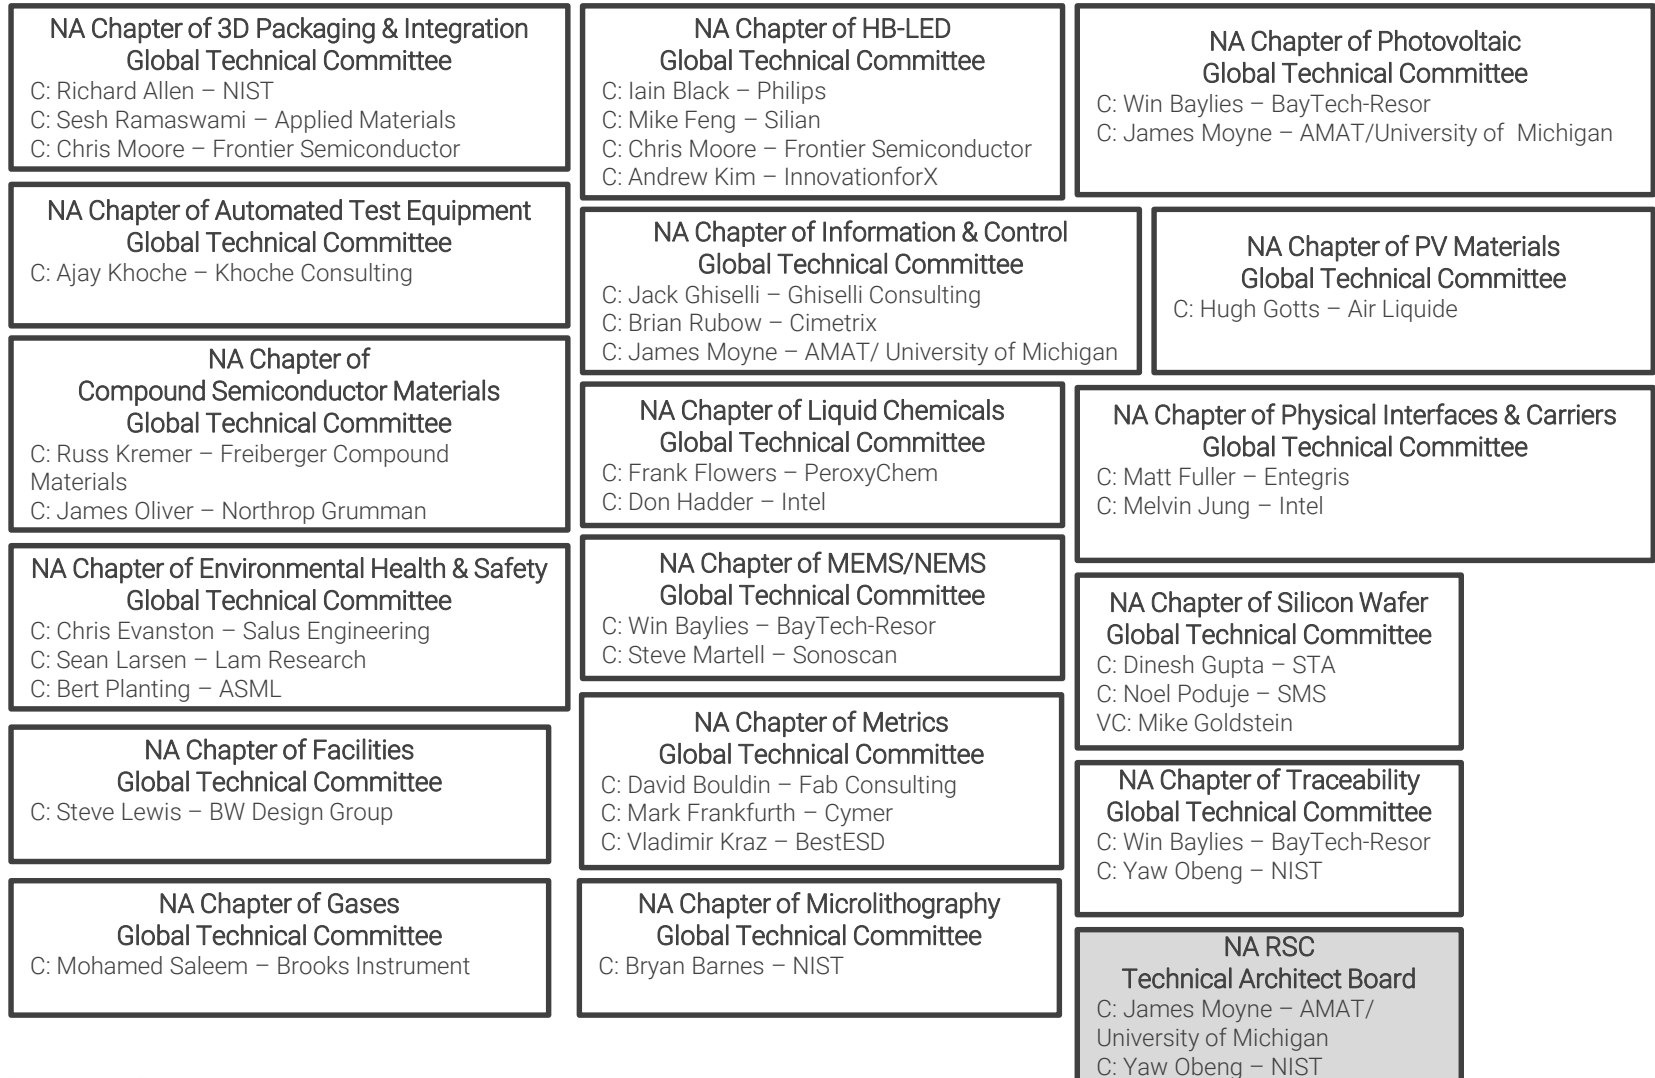 NA Chapter of 3D Packaging & Integration
Global Technical Committee
C: Richard Allen – NIST
C: Sesh Ramaswami – Applied Materials
C: Chris Moore – Frontier Semiconductor
NA Chapter of Automated Test Equipment
Global Technical Committee
C: Ajay Khoche – Khoche Consulting
NA Chapter of
Compound Semiconductor Materials
Global Technical Committee
C: Russ Kremer – Freiberger Compound
Materials
C: James Oliver – Northrop Grumman
NA Chapter of Environmental Health & Safety
Global Technical Committee
C: Chris Evanston – Salus Engineering
C: Sean Larsen – Lam Research
C: Bert Planting – ASML
NA Chapter of Facilities
Global Technical Committee
C: Steve Lewis – BW Design Group
NA Chapter of Gases
Global Technical Committee
C: Mohamed Saleem – Brooks Instrument
NA Chapter of HB-LED
Global Technical Committee
C: Iain Black – Philips
C: Mike Feng – Silian
C: Chris Moore – Frontier Semiconductor
C: Andrew Kim – InnovationforX
NA Chapter of Information & Control
Global Technical Committee
C: Jack Ghiselli – Ghiselli Consulting
C: Brian Rubow – Cimetrix
C: James Moyne – AMAT/ University of Michigan
NA Chapter of Liquid Chemicals
Global Technical Committee
C: Frank Flowers – PeroxyChem
C: Don Hadder – Intel
NA Chapter of MEMS/NEMS
Global Technical Committee
C: Win Baylies – BayTech-Resor
C: Steve Martell – Sonoscan
NA Chapter of Metrics
Global Technical Committee
C: David Bouldin – Fab Consulting
C: Mark Frankfurth – Cymer
C: Vladimir Kraz – BestESD
NA Chapter of Microlithography
Global Technical Committee
C: Bryan Barnes – NIST
NA Chapter of Photovoltaic
Global Technical Committee
C: Win Baylies – BayTech-Resor
C: James Moyne – AMAT/University of  Michigan
NA Chapter of PV Materials
Global Technical Committee
C: Hugh Gotts – Air Liquide
NA Chapter of Physical Interfaces & Carriers
Global Technical Committee
C: Matt Fuller – Entegris
C: Melvin Jung – Intel
NA Chapter of Silicon Wafer
Global Technical Committee
C: Dinesh Gupta – STA
C: Noel Poduje – SMS
VC: Mike Goldstein
NA Chapter of Traceability
Global Technical Committee
C: Win Baylies – BayTech-Resor
C: Yaw Obeng – NIST
NA RSC
Technical Architect Board
C: James Moyne – AMAT/
University of Michigan
C: Yaw Obeng – NIST